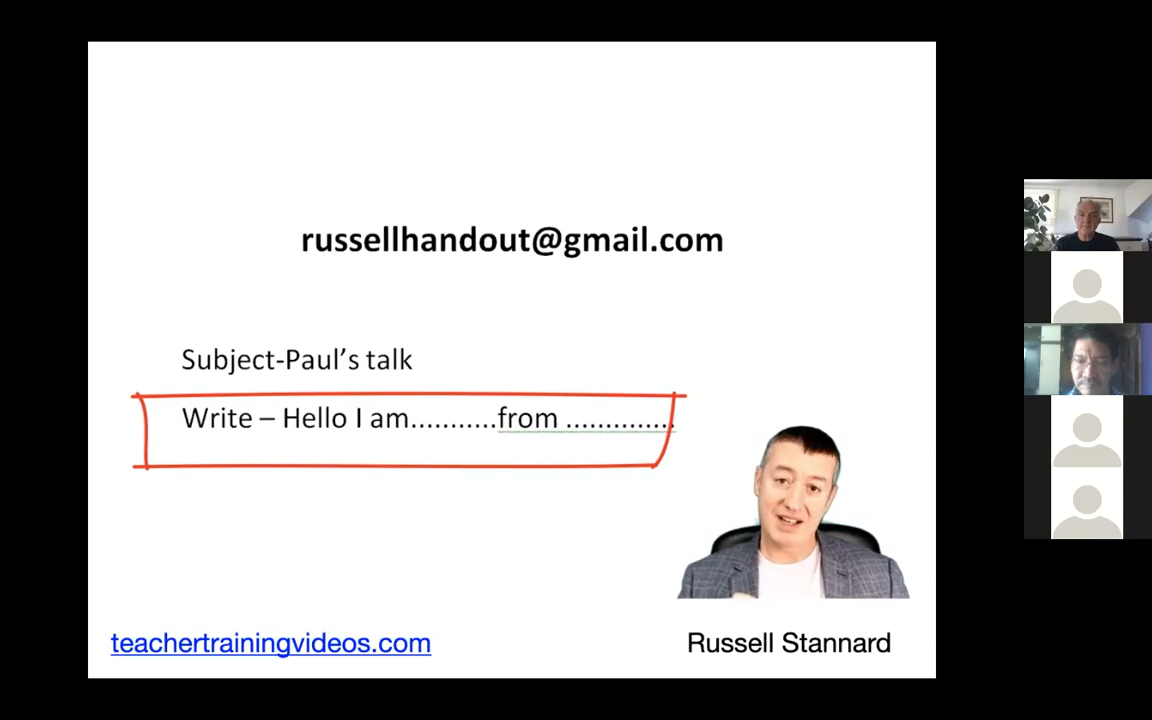 russellhandout@gmail.com
Subject-Paul's talk
Write – Hello I am...........from ..............
teachertrainingvideos.com
Russell Stannard